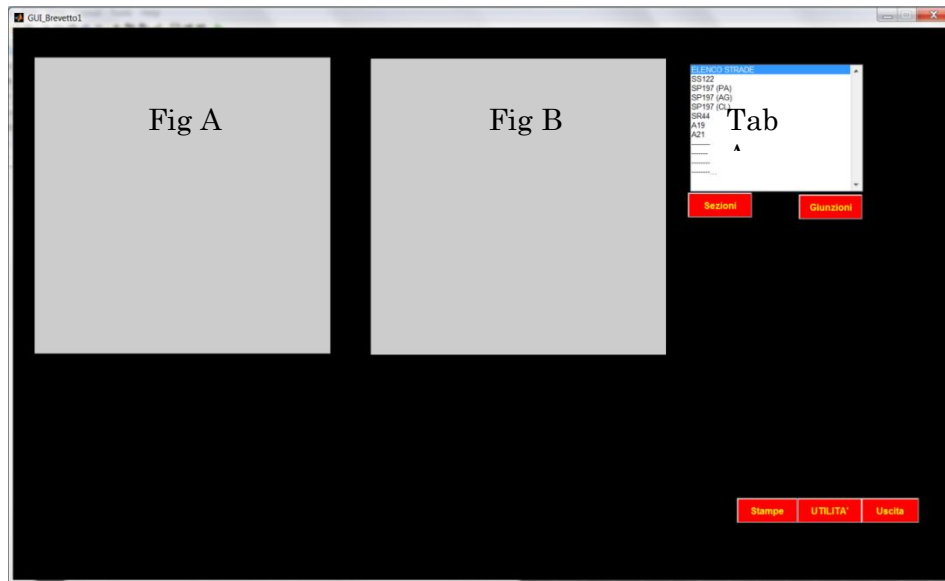 GUI_Brevetto1
Fig A
Fig B
ELENCO STRADE
SS122
SP197 (PA)
SP197 (AG)
SP197 (CL)
SR44
A19
A21
-------
------
-------
-------...
Tab
Sezioni
Giunzioni
Stampe
UTILITA'
Uscita